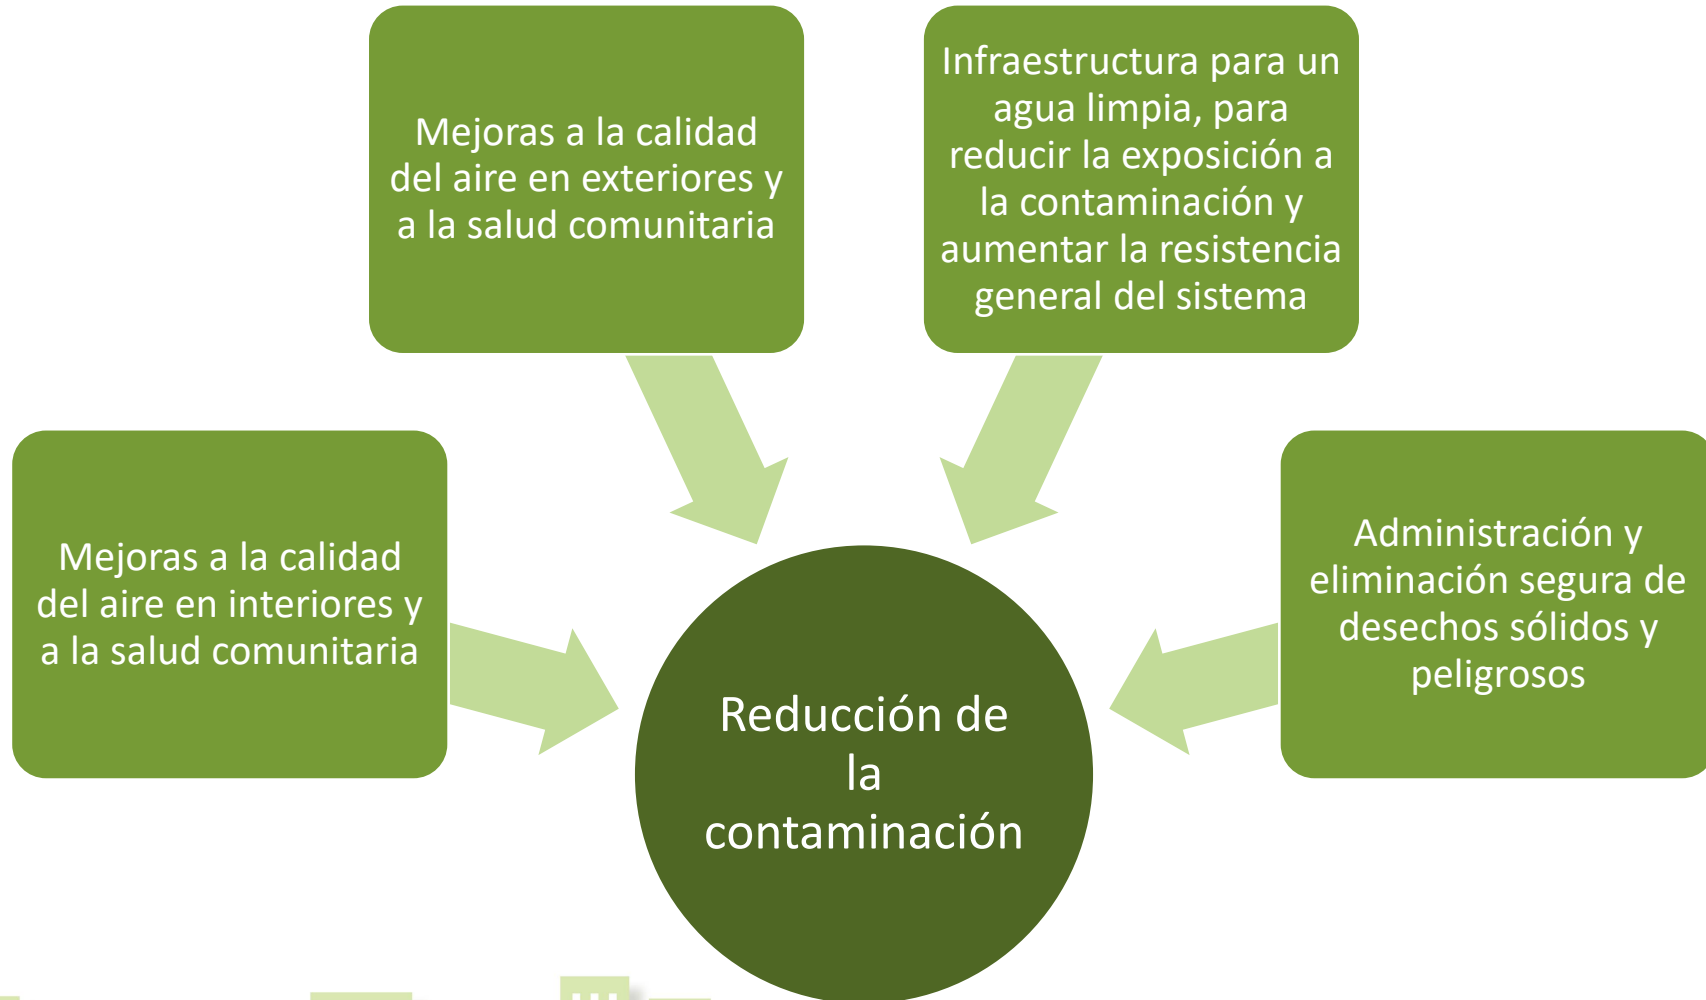 Mejoras a la calidad
del aire en exteriores y
a la salud comunitaria
Infraestructura para un
agua limpia, para
reducir la exposición a
la contaminación y
aumentar la resistencia
general del sistema
Mejoras a la calidad
del aire en interiores y
a la salud comunitaria
Administración y
eliminación segura de
desechos sólidos y
peligrosos
Reducción de
la
contaminación